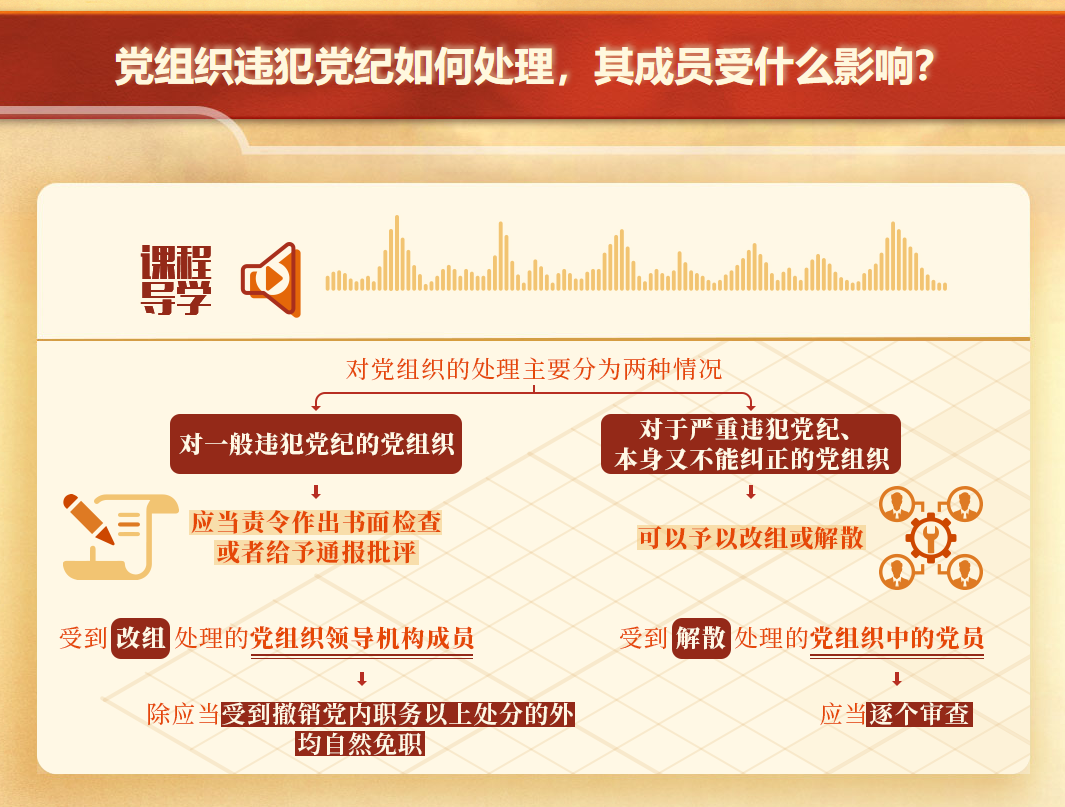 党组织违犯党纪如何处理，其成员受什么影响？
课程
导学
对党组织的处理主要分为两种情况
对一般违犯党纪的党组织
应当责令作出书面检查
或者给予通报批评
对于严重违犯党纪、
本身又不能纠正的党组织
可以予以改组或解散
受到改组处理的党组织领导机构成员
除应当受到撤销党内职务以上处分的外
均自然免职
受到解散处理的党组织中的党员
应当逐个审查